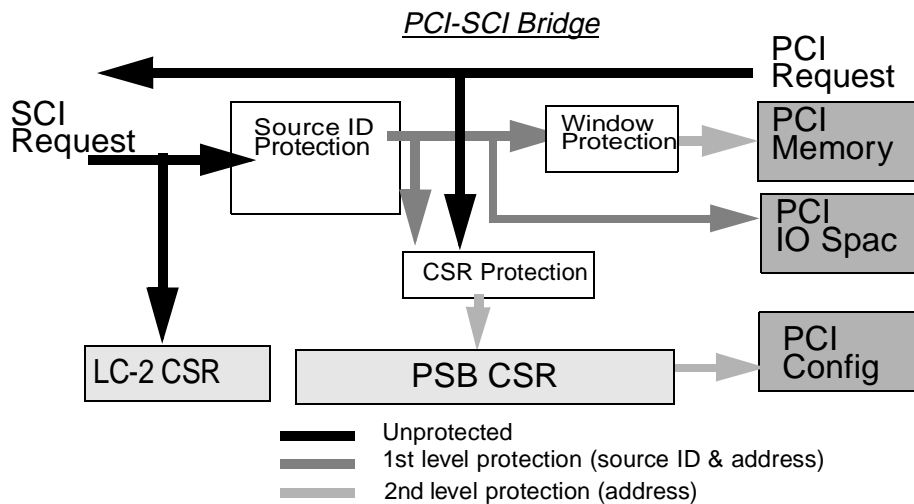 PCI-SCI Bridge
PCI
Request
SCI
Request
Source ID
Protection
Window
Protection
PCI
Memory
PCI
IO Spac
CSR Protection
LC-2 CSR
PSB CSR
PCI
Config
Unprotected
1st level protection (source ID & address)
2nd level protection (address)